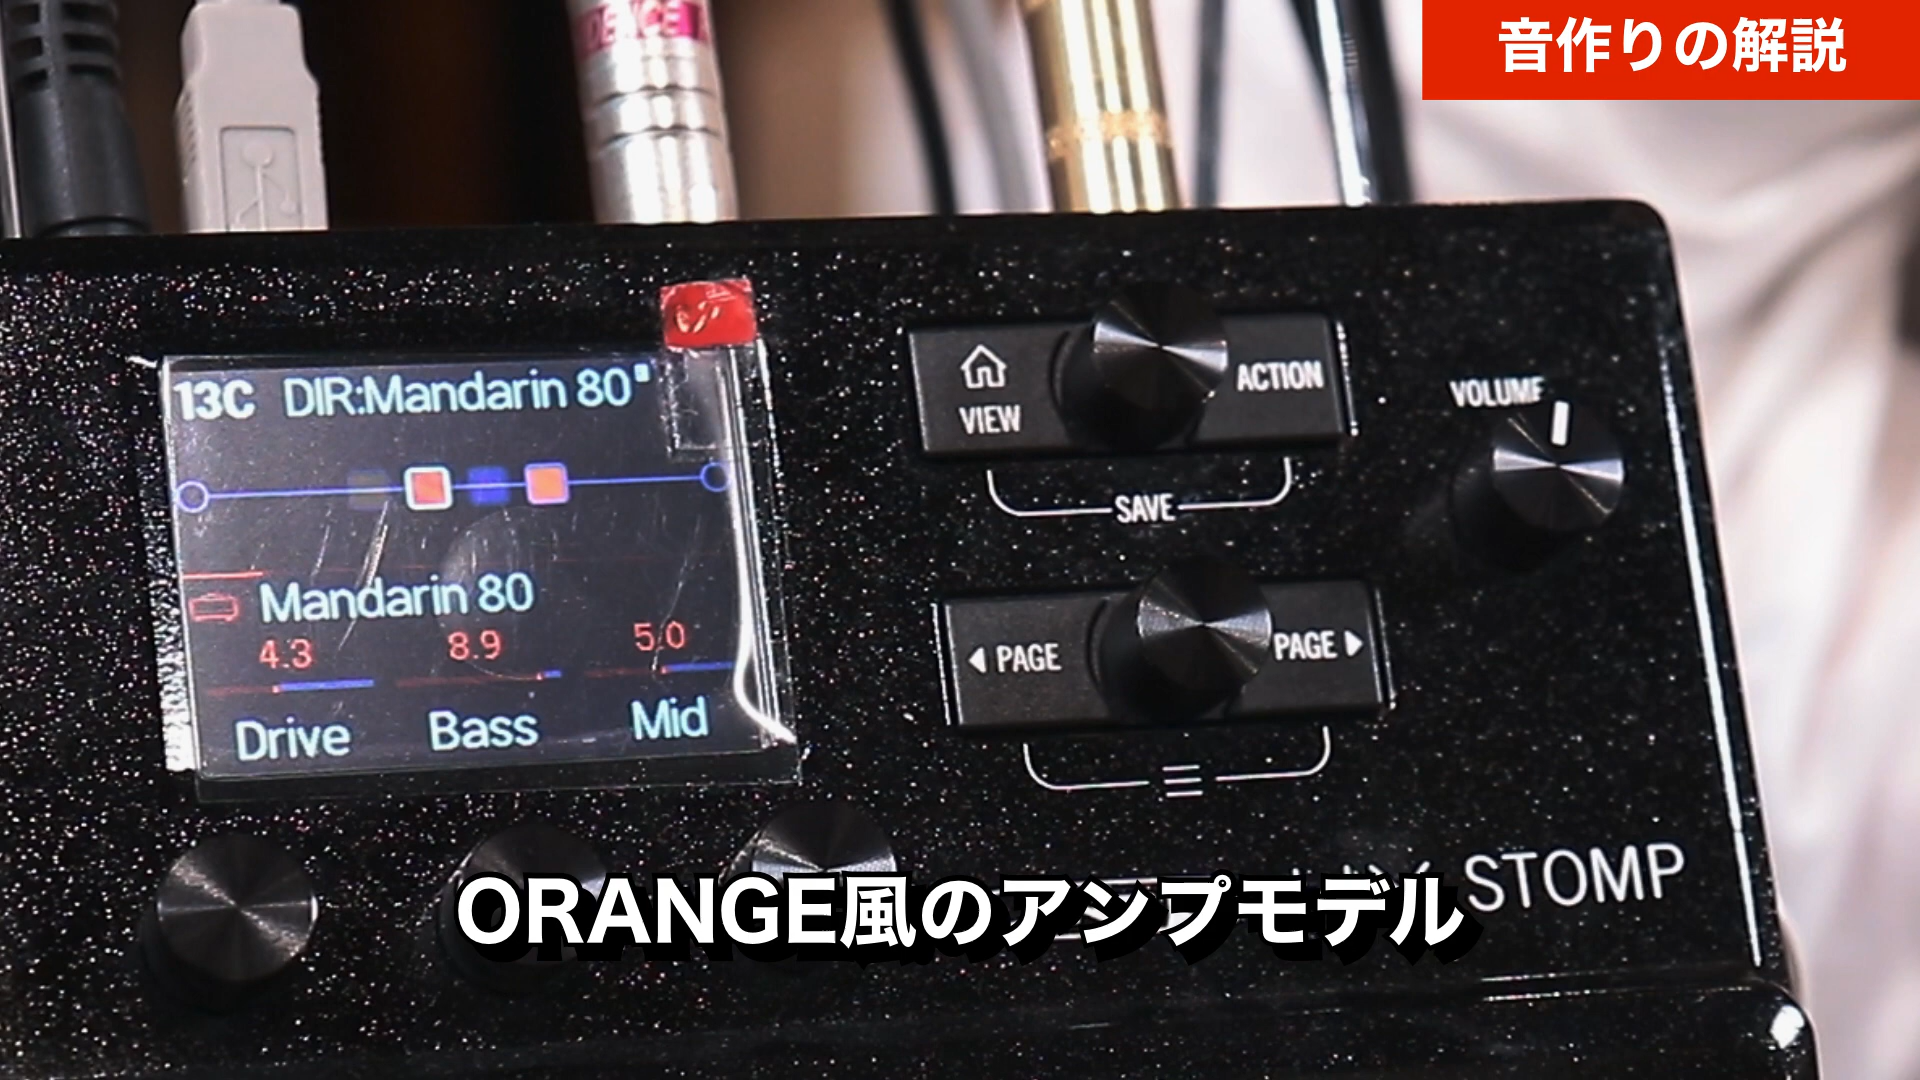 音作りの解説
13C DIR:Mandarin 80
VIEW
ACTION
VOLUME
SAVE
Mandarin 80
4.3 8.9 5.0
Drive Bass Mid
PAGE PAGE
STOMP
ORANGE風のアンプモデル